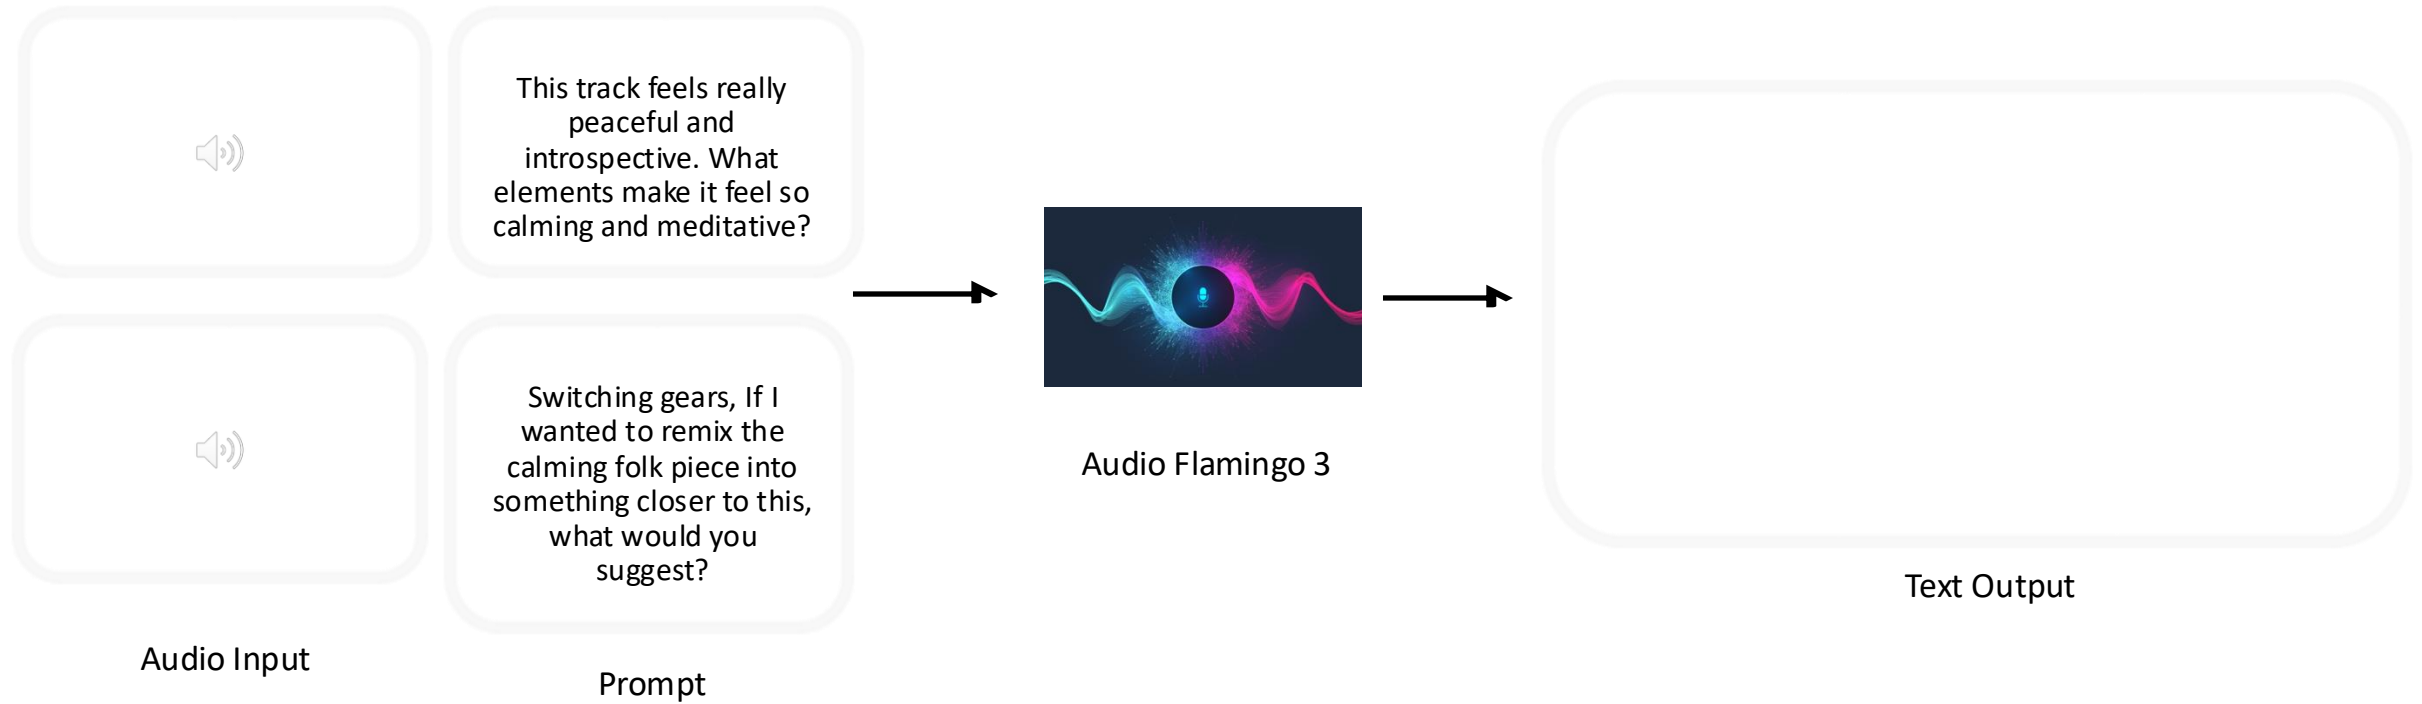 This track feels really
peaceful and
introspective. What
elements make it feel so
calming and meditative?
Switching gears, If I
wanted to remix the
calming folk piece into
something closer to this,
what would you
suggest?
Audio Input
Prompt
Audio Flamingo 3
Text Output